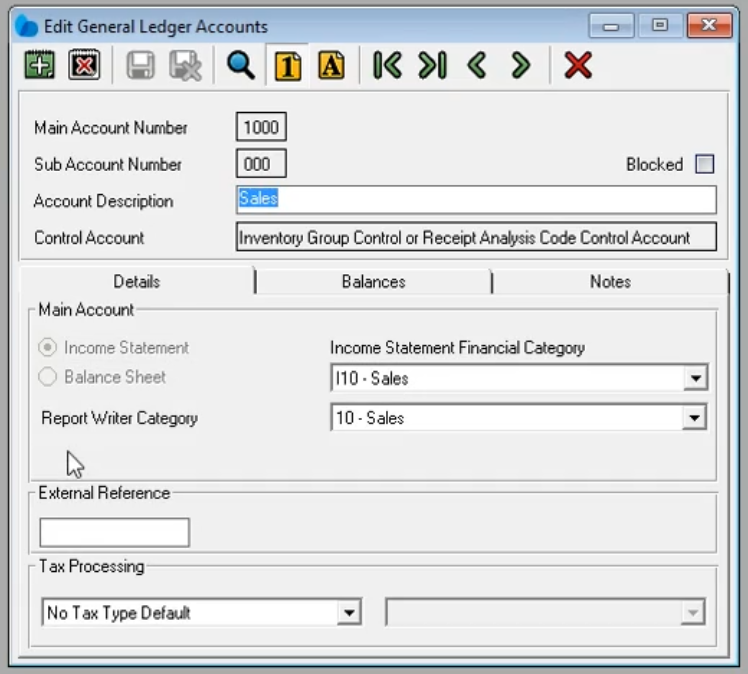 Edit General Ledger Accounts
1 A
Main Account Number 1000
Sub Account Number 000 Blocked
Account Description Sales
Control Account Inventory Group Control or Receipt Analysis Code Control Account
Details Balances Notes
Main Account
Income Statement Income Statement Financial Category
Balance Sheet I10 - Sales
Report Writer Category 10 - Sales
External Reference
Tax Processing
No Tax Type Default